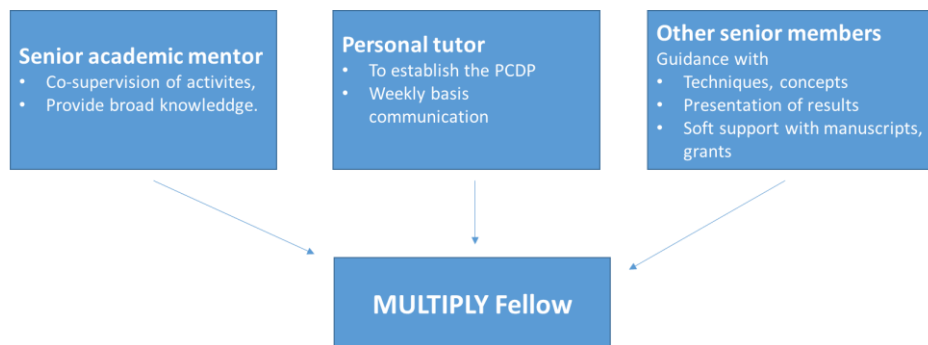 Senior academic mentor
• Co-supervision of activites,
• Provide broad knowleddge.
Personal tutor
• To establish the PCDP
• Weekly basis
communication
Other senior members
Guidance with
• Techniques, concepts
• Presentation of results
• Soft support with manuscripts,
grants
MULTIPLY Fellow